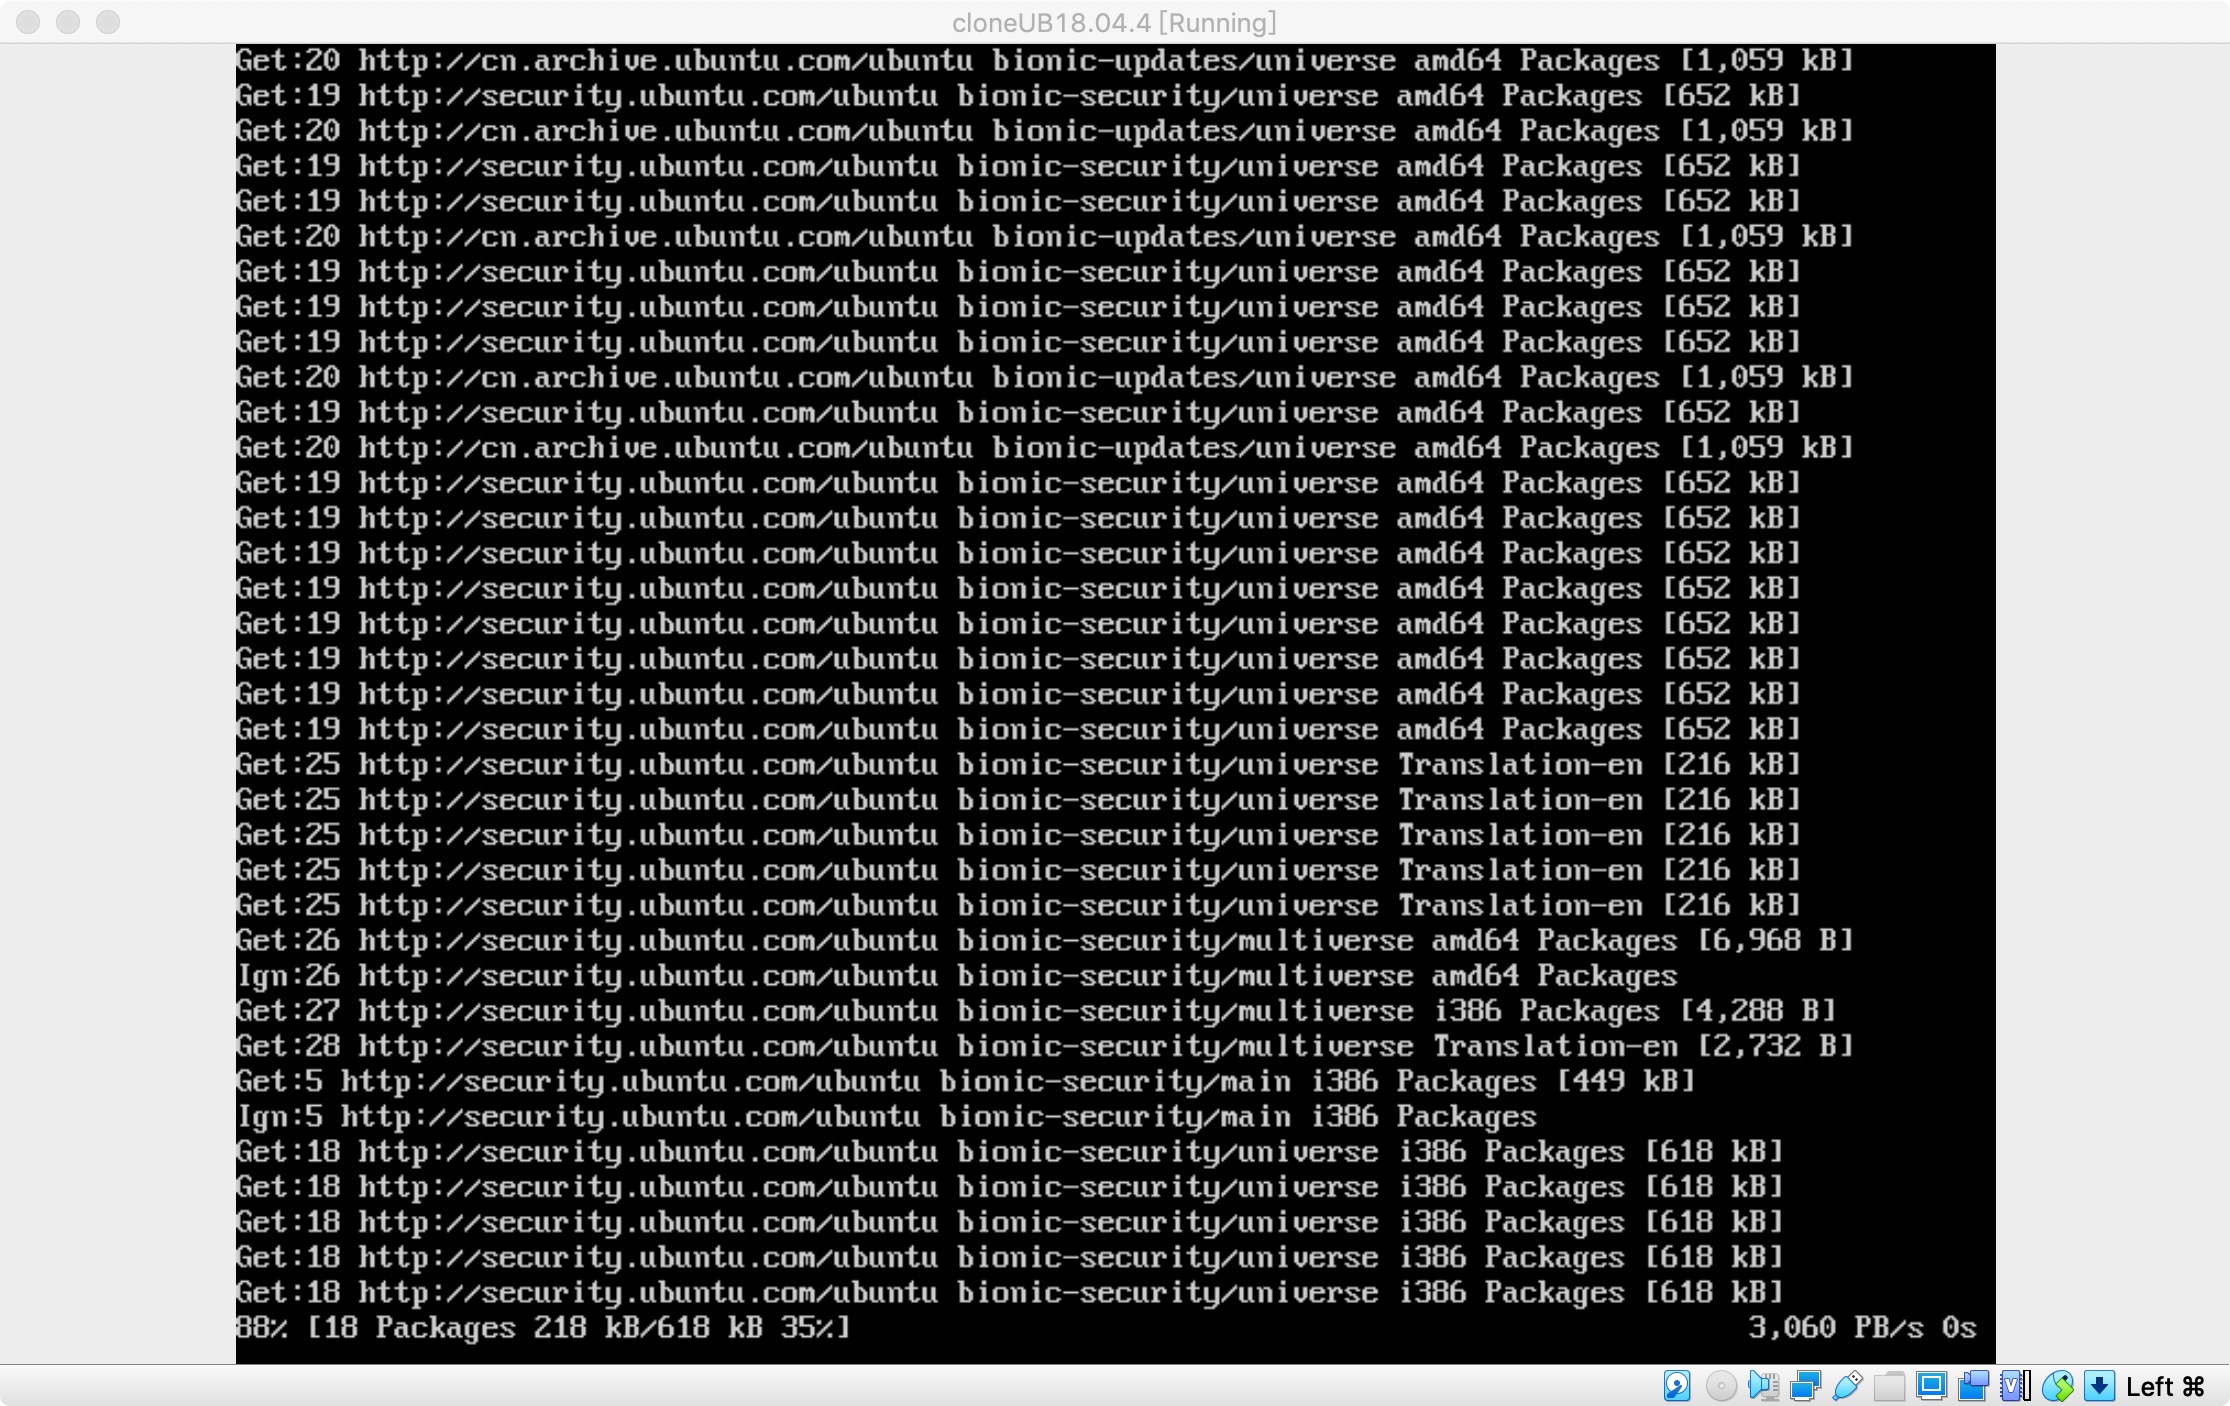 cloneUB18.04.4 [Running]
Get:20 http://cn.archive.ubuntu.com/ubuntu bionic-updates/universe amd64 Packages [1,059 kB]
Get:19 http://security.ubuntu.com/ubuntu bionic-security/universe amd64 Packages [652 kB]
Get:20 http://cn.archive.ubuntu.com/ubuntu bionic-updates/universe amd64 Packages [1,059 kB]
Get:19 http://security.ubuntu.com/ubuntu bionic-security/universe amd64 Packages [652 kB]
Get:19 http://security.ubuntu.com/ubuntu bionic-security/universe amd64 Packages [652 kB]
Get:20 http://cn.archive.ubuntu.com/ubuntu bionic-updates/universe amd64 Packages [1,059 kB]
Get:19 http://security.ubuntu.com/ubuntu bionic-security/universe amd64 Packages [652 kB]
Get:19 http://security.ubuntu.com/ubuntu bionic-security/universe amd64 Packages [652 kB]
Get:19 http://security.ubuntu.com/ubuntu bionic-security/universe amd64 Packages [652 kB]
Get:20 http://cn.archive.ubuntu.com/ubuntu bionic-updates/universe amd64 Packages [1,059 kB]
Get:19 http://security.ubuntu.com/ubuntu bionic-security/universe amd64 Packages [652 kB]
Get:20 http://cn.archive.ubuntu.com/ubuntu bionic-updates/universe amd64 Packages [1,059 kB]
Get:19 http://security.ubuntu.com/ubuntu bionic-security/universe amd64 Packages [652 kB]
Get:19 http://security.ubuntu.com/ubuntu bionic-security/universe amd64 Packages [652 kB]
Get:19 http://security.ubuntu.com/ubuntu bionic-security/universe amd64 Packages [652 kB]
Get:19 http://security.ubuntu.com/ubuntu bionic-security/universe amd64 Packages [652 kB]
Get:19 http://security.ubuntu.com/ubuntu bionic-security/universe amd64 Packages [652 kB]
Get:19 http://security.ubuntu.com/ubuntu bionic-security/universe amd64 Packages [652 kB]
Get:19 http://security.ubuntu.com/ubuntu bionic-security/universe amd64 Packages [652 kB]
Get:19 http://security.ubuntu.com/ubuntu bionic-security/universe amd64 Packages [652 kB]
Get:25 http://security.ubuntu.com/ubuntu bionic-security/universe Translation-en [216 kB]
Get:25 http://security.ubuntu.com/ubuntu bionic-security/universe Translation-en [216 kB]
Get:25 http://security.ubuntu.com/ubuntu bionic-security/universe Translation-en [216 kB]
Get:25 http://security.ubuntu.com/ubuntu bionic-security/universe Translation-en [216 kB]
Get:25 http://security.ubuntu.com/ubuntu bionic-security/universe Translation-en [216 kB]
Get:26 http://security.ubuntu.com/ubuntu bionic-security/multiverse amd64 Packages [6,968 B]
Ign:26 http://security.ubuntu.com/ubuntu bionic-security/multiverse amd64 Packages
Get:27 http://security.ubuntu.com/ubuntu bionic-security/multiverse i386 Packages [4,288 B]
Get:28 http://security.ubuntu.com/ubuntu bionic-security/multiverse Translation-en [2,732 B]
Get:5 http://security.ubuntu.com/ubuntu bionic-security/main i386 Packages [449 kB]
Ign:5 http://security.ubuntu.com/ubuntu bionic-security/main i386 Packages
Get:18 http://security.ubuntu.com/ubuntu bionic-security/universe i386 Packages [618 kB]
Get:18 http://security.ubuntu.com/ubuntu bionic-security/universe i386 Packages [618 kB]
Get:18 http://security.ubuntu.com/ubuntu bionic-security/universe i386 Packages [618 kB]
Get:18 http://security.ubuntu.com/ubuntu bionic-security/universe i386 Packages [618 kB]
Get:18 http://security.ubuntu.com/ubuntu bionic-security/universe i386 Packages [618 kB]
88% [18 Packages 218 kB/618 kB 35%] 3,060 PB/s 0s
Left ⌘